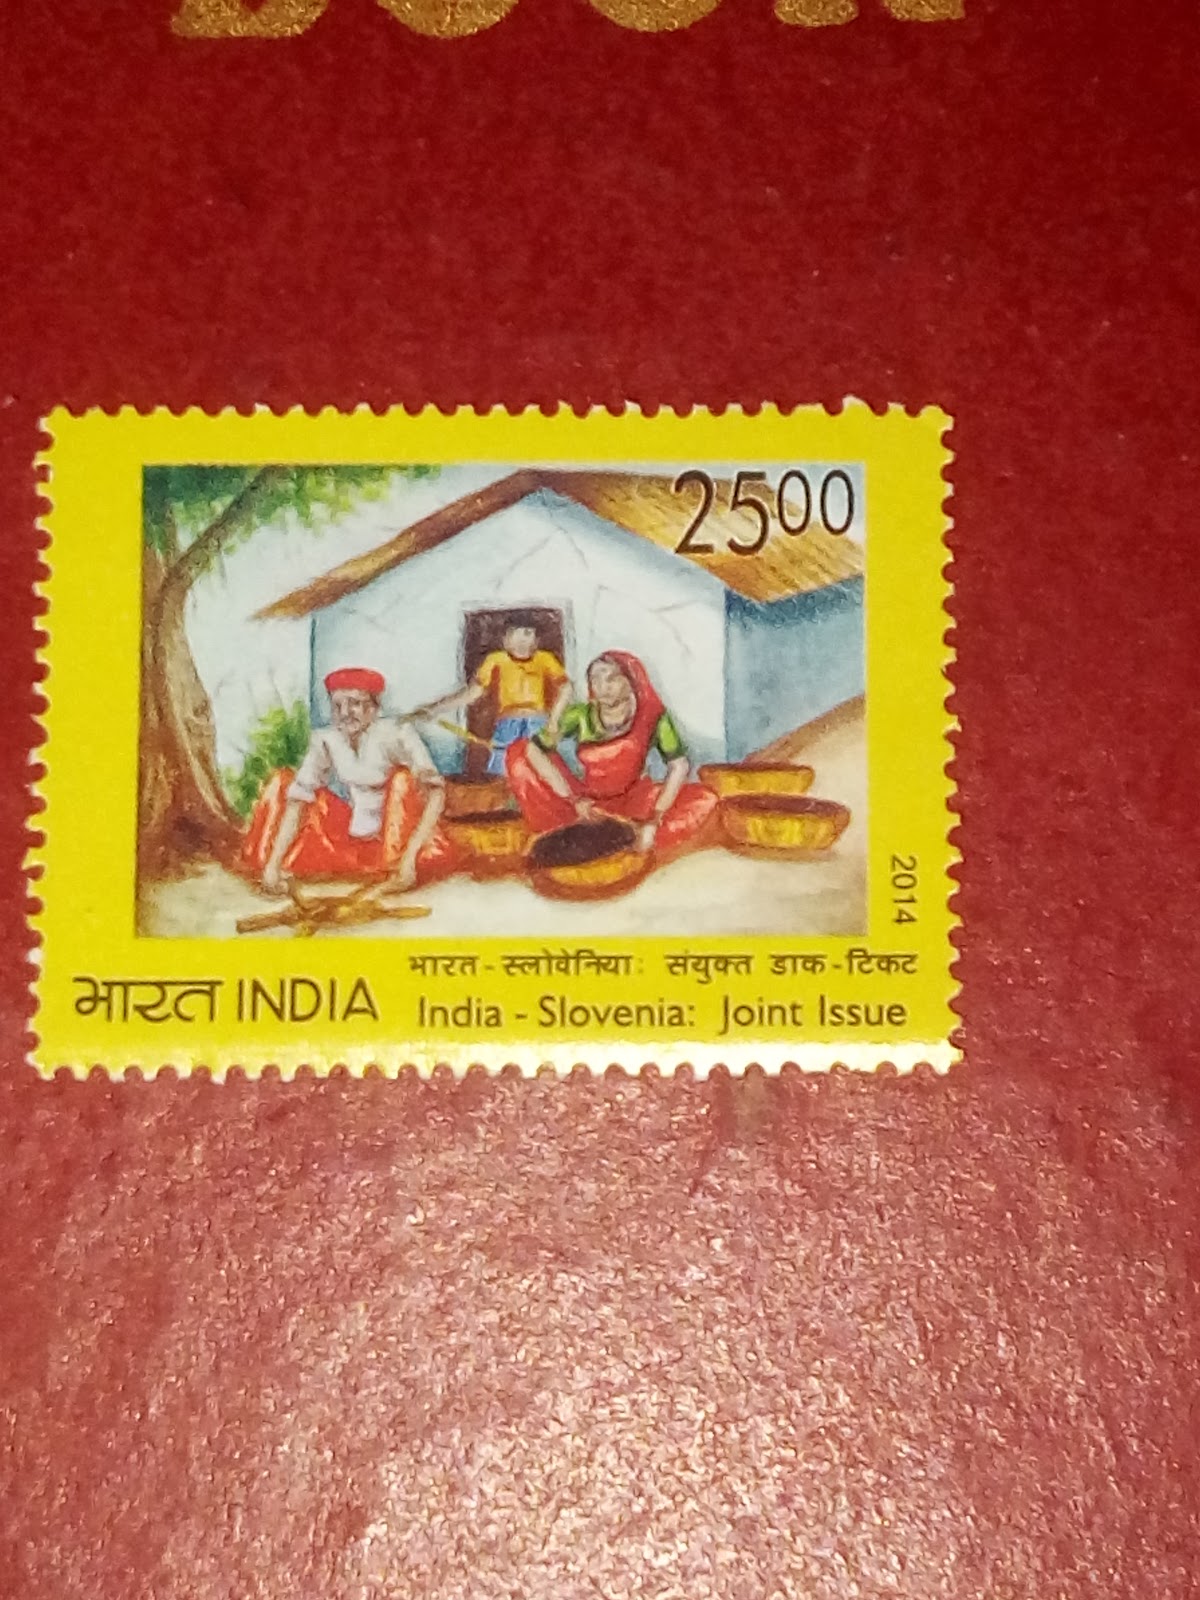 2500
2014
भारत - स्लोवेनिया: संयुक्त डाक - टिकट
भारत INDIA
India - Slovenia: Joint Issue